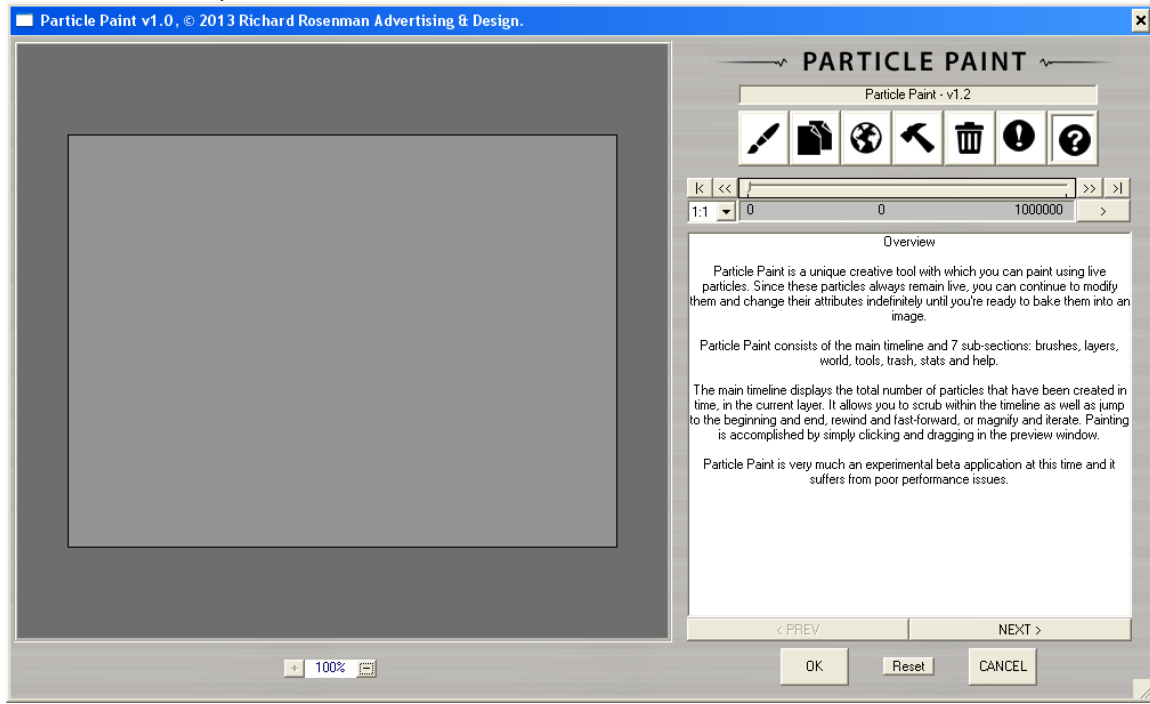 Particle Paint v1.0, © 2013 Richard Rosenman Advertising & Design.
PARTICLE PAINT
Particle Paint - v1.2
K << >> >|
1:1 0 0 1000000 >
Overview
Particle Paint is a unique creative tool with which you can paint using live
particles. Since these particles always remain live, you can continue to modify
them and change their attributes indefinitely until you're ready to bake them into an
image.
Particle Paint consists of the main timeline and 7 sub-sections: brushes, layers,
world, tools, trash, stats and help.
The main timeline displays the total number of particles that have been created in
time, in the current layer. It allows you to scrub within the timeline as well as jump
to the beginning and end, rewind and fast-forward, or magnify and iterate. Painting
is accomplished by simply clicking and dragging in the preview window.
Particle Paint is very much an experimental beta application at this time and it
suffers from poor performance issues.
< PREV NEXT >
+ 100% -
OK Reset CANCEL